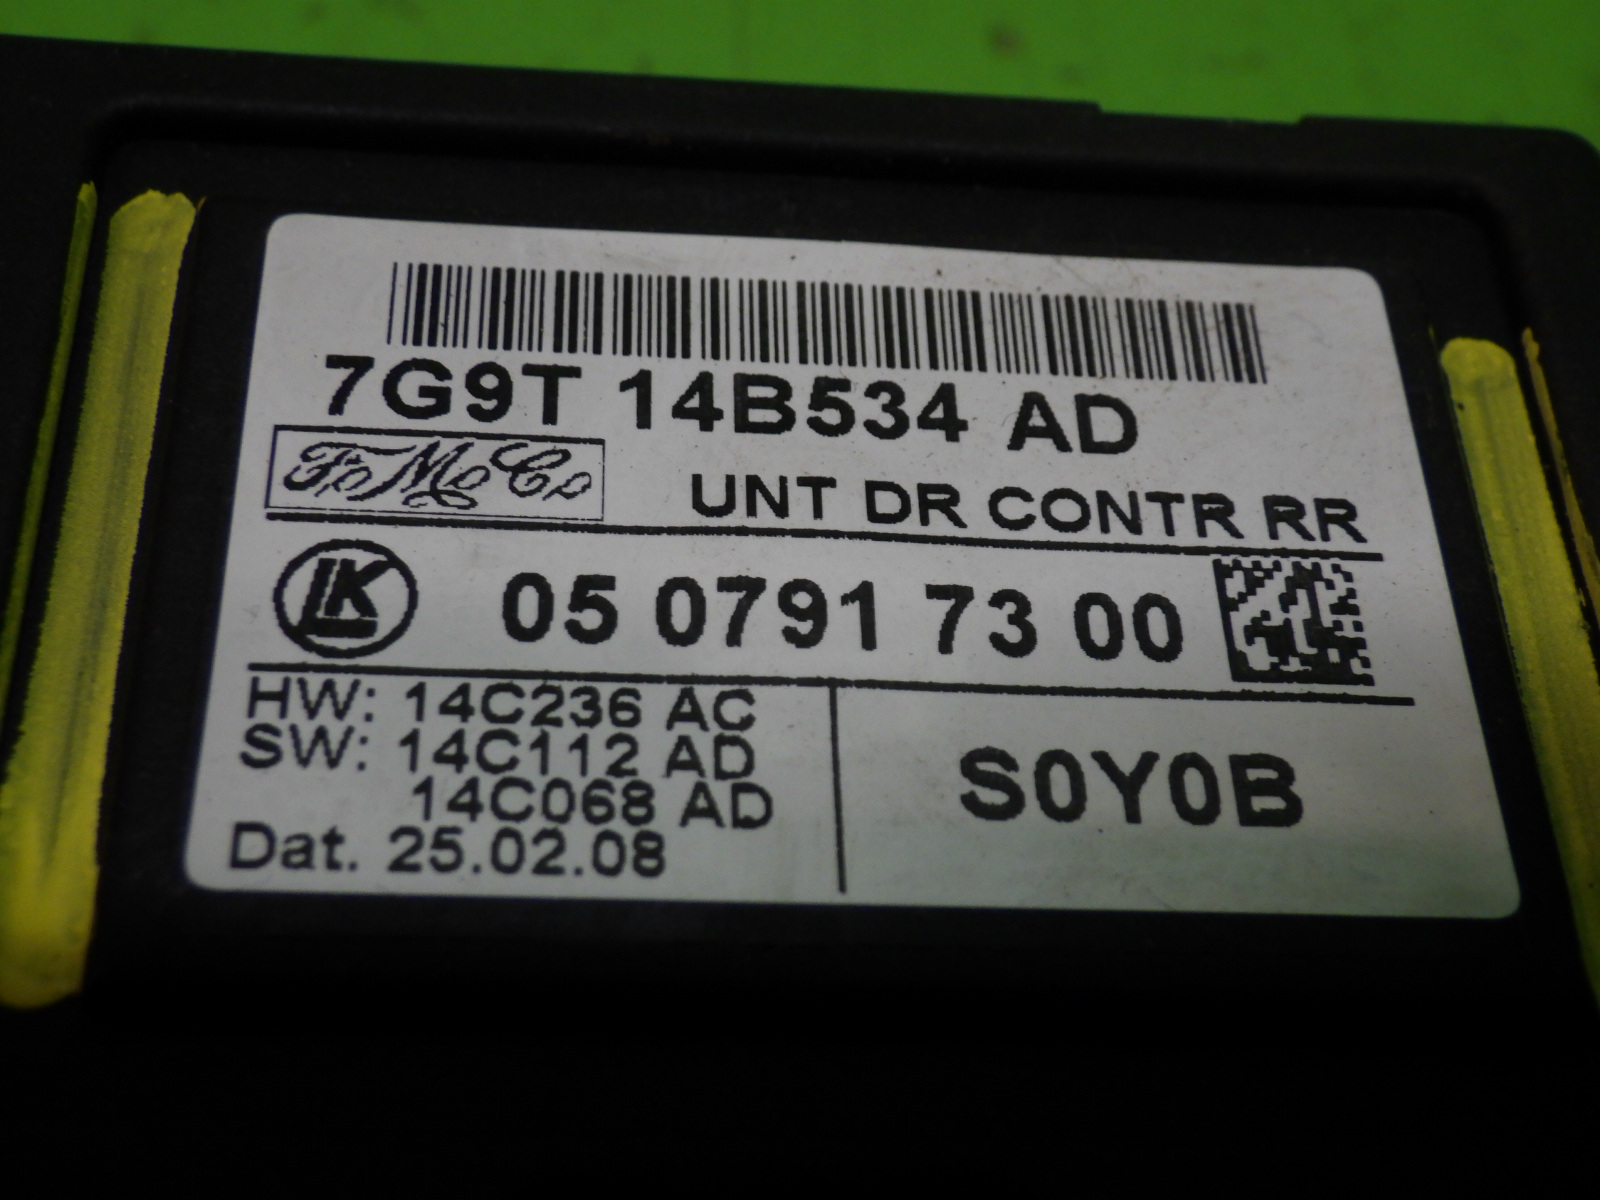 7G9T 14B534 AD
FoMoCo
UNT DR CONTR RR
LK
05 0791 73 00
HW: 14C236 AC
SW: 14C112 AD
14C068 AD
Dat. 25.02.08
S0Y0B